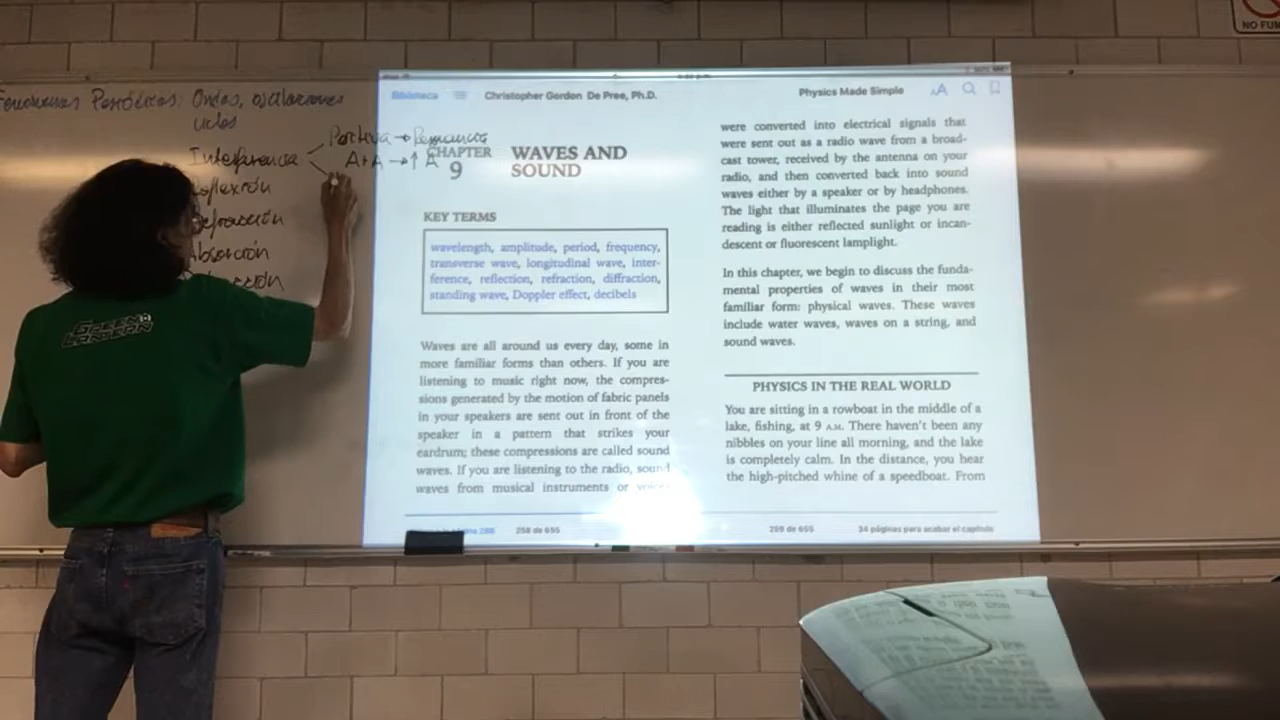 Fenómenos Periódicos: Ondas, oscilaciones
ciclos
Interferencia
Positiva → Resonancia
A+A → ↑ A
Reflexión
Refracción
Absorción
GREEN
LANTERN
Biblioteca
Christopher Gordon De Pree, Ph.D.
Physics Made Simple
AA
CHAPTER
9
WAVES AND
SOUND
KEY TERMS
wavelength, amplitude, period, frequency,
transverse wave, longitudinal wave, inter-
ference, reflection, refraction, diffraction,
standing wave, Doppler effect, decibels
Waves are all around us every day, some in
more familiar forms than others. If you are
listening to music right now, the compres-
sions generated by the motion of fabric panels
in your speakers are sent out in front of the
speaker in a pattern that strikes your
eardrum; these compressions are called sound
waves. If you are listening to the radio, sound
waves from musical instruments or voices
258 de 655
were converted into electrical signals that
were sent out as a radio wave from a broad-
cast tower, received by the antenna on your
radio, and then converted back into sound
waves either by a speaker or by headphones.
The light that illuminates the page you are
reading is either reflected sunlight or incan-
descent or fluorescent lamplight.
In this chapter, we begin to discuss the funda-
mental properties of waves in their most
familiar form: physical waves. These waves
include water waves, waves on a string, and
sound waves.
PHYSICS IN THE REAL WORLD
You are sitting in a rowboat in the middle of a
lake, fishing, at 9 A.M. There haven't been any
nibbles on your line all morning, and the lake
is completely calm. In the distance, you hear
the high-pitched whine of a speedboat. From
259 de 655
34 páginas para acabar el capítulo
NO FU